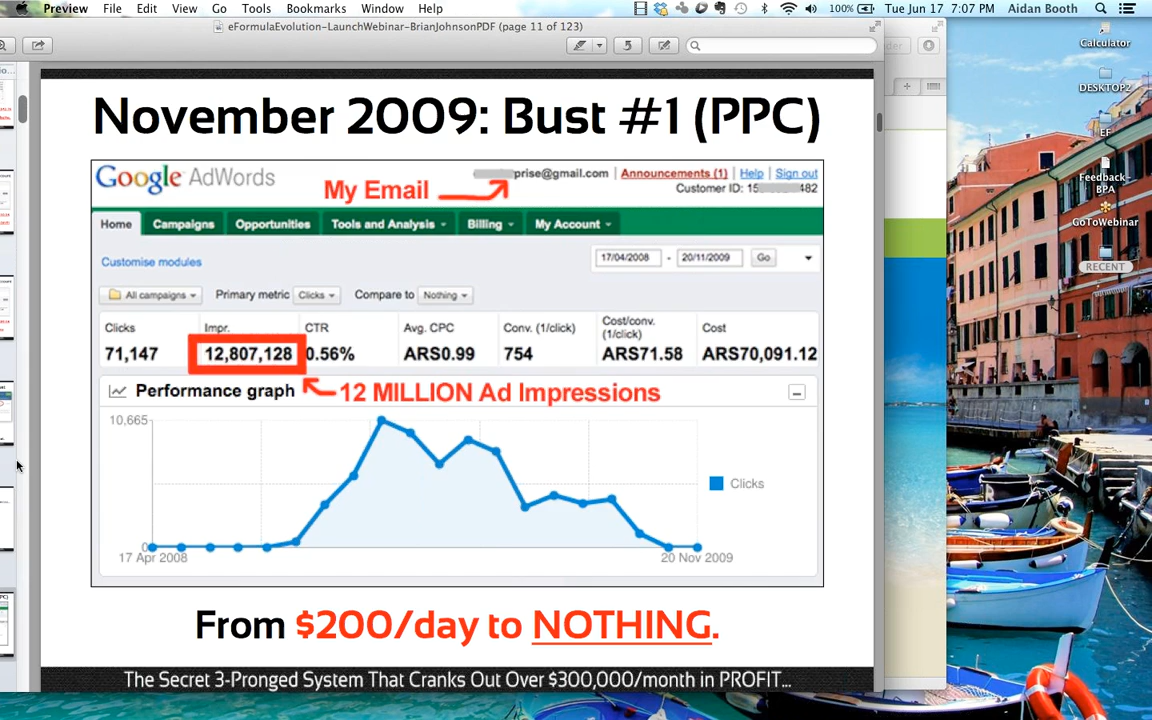 Preview File Edit View Go Tools Bookmarks Window Help 100% Tue Jun 17 7:07 PM Aidan Booth
eFormulaEvolution-LaunchWebinar-BrianJohnsonPDF (page 11 of 123)
November 2009: Bust #1 (PPC)
Google AdWords
My Email
prise@gmail.com Announcements (1) Help Sign out
Customer ID: 15 482
Home Campaigns Opportunities Tools and Analysis Billing My Account
Customise modules
17/04/2008 - 20/11/2009 Go
All campaigns Primary metric Clicks Compare to Nothing
Clicks Impr. CTR Avg. CPC Conv. (1/click) Cost/conv. (1/click) Cost
71,147 12,807,128 0.56% ARS0.99 754 ARS71.58 ARS70,091.12
Performance graph
12 MILLION Ad Impressions
10,665
Clicks
0
17 Apr 2008 20 Nov 2009
From $200/day to NOTHING.
The Secret 3-Pronged System That Cranks Out Over $300,000/month in PROFIT...
Calculator
DESKTOP2
EF
Feedback-
BPA
GoToWebinar
RECENT